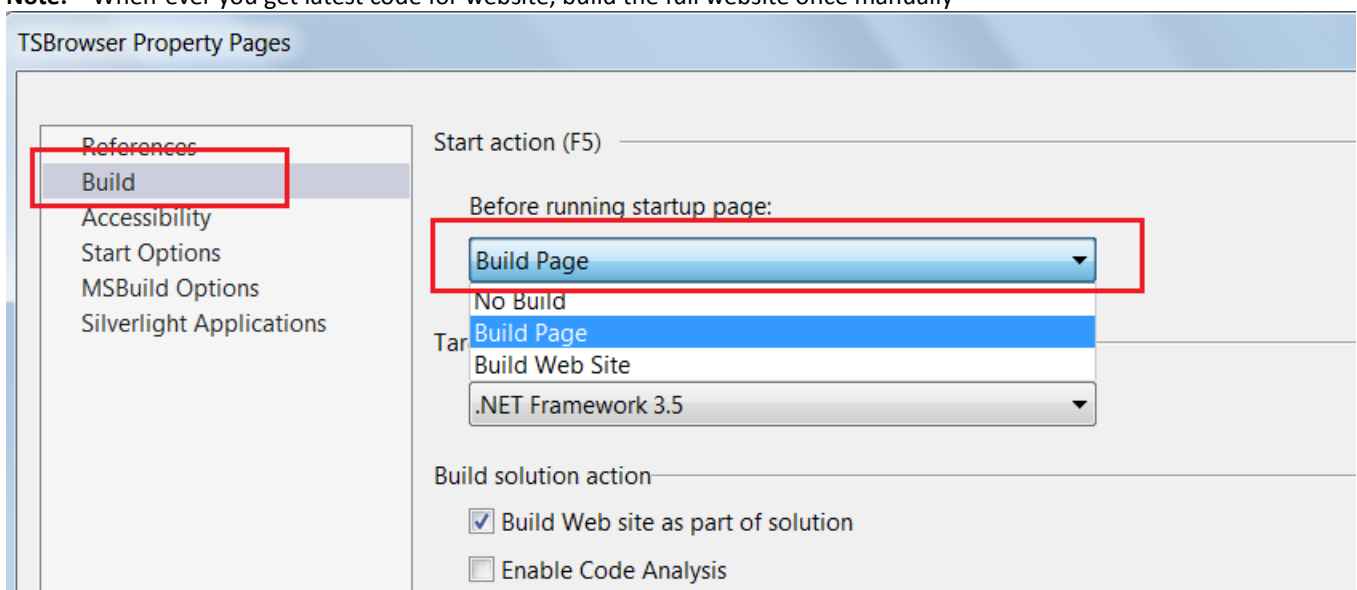 Note: When ever you get latest code for website, build the full website once manually
TSBrowser Property Pages
References
Build
Accessibility
Start Options
MSBuild Options
Silverlight Applications
Start action (F5)
Before running startup page:
Build Page
No Build
Build Page
Build Web Site
Tar
.NET Framework 3.5
Build solution action
Build Web site as part of solution
Enable Code Analysis